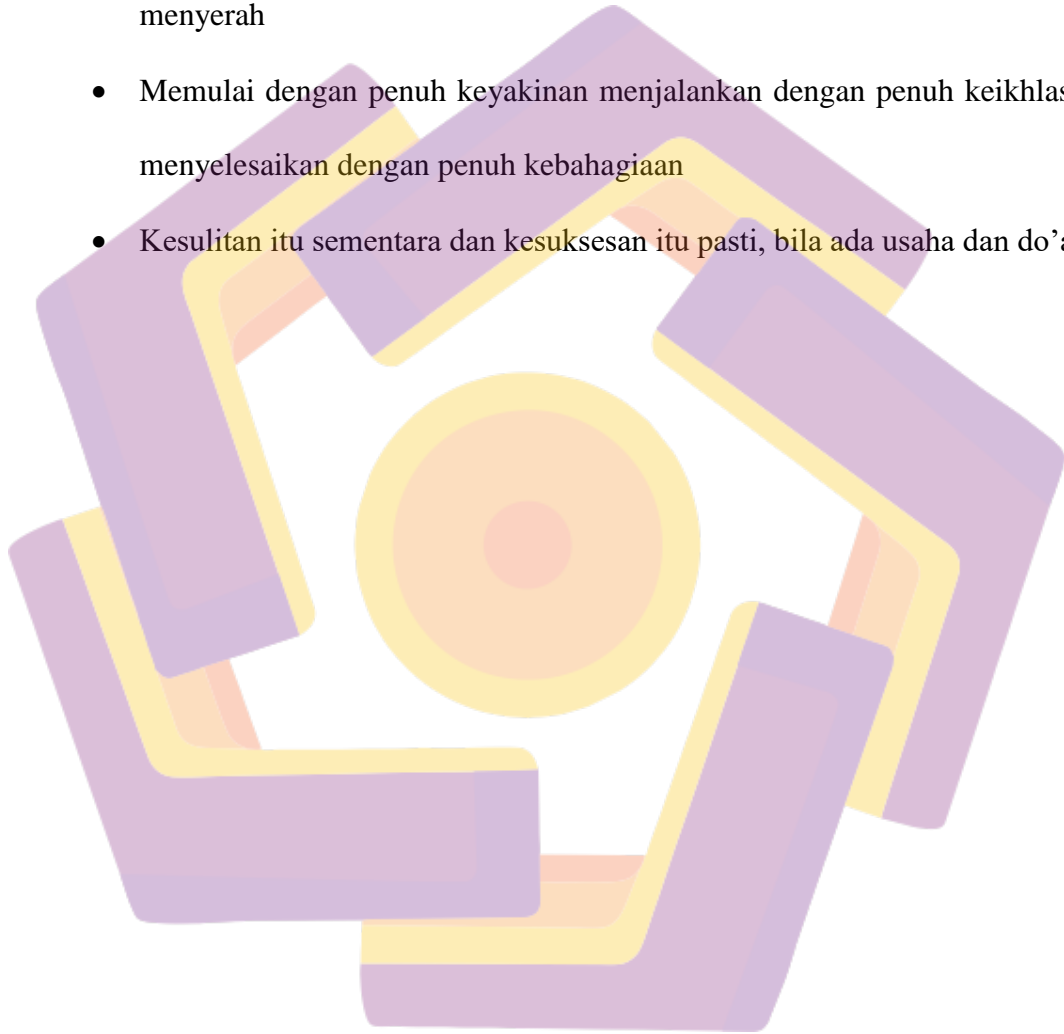 menyerah
• Memulai dengan penuh keyakinan menjalankan dengan penuh keikhlas
menyelesaikan dengan penuh kebahagiaan
• Kesulitan itu sementara dan kesuksesan itu pasti, bila ada usaha dan do’a